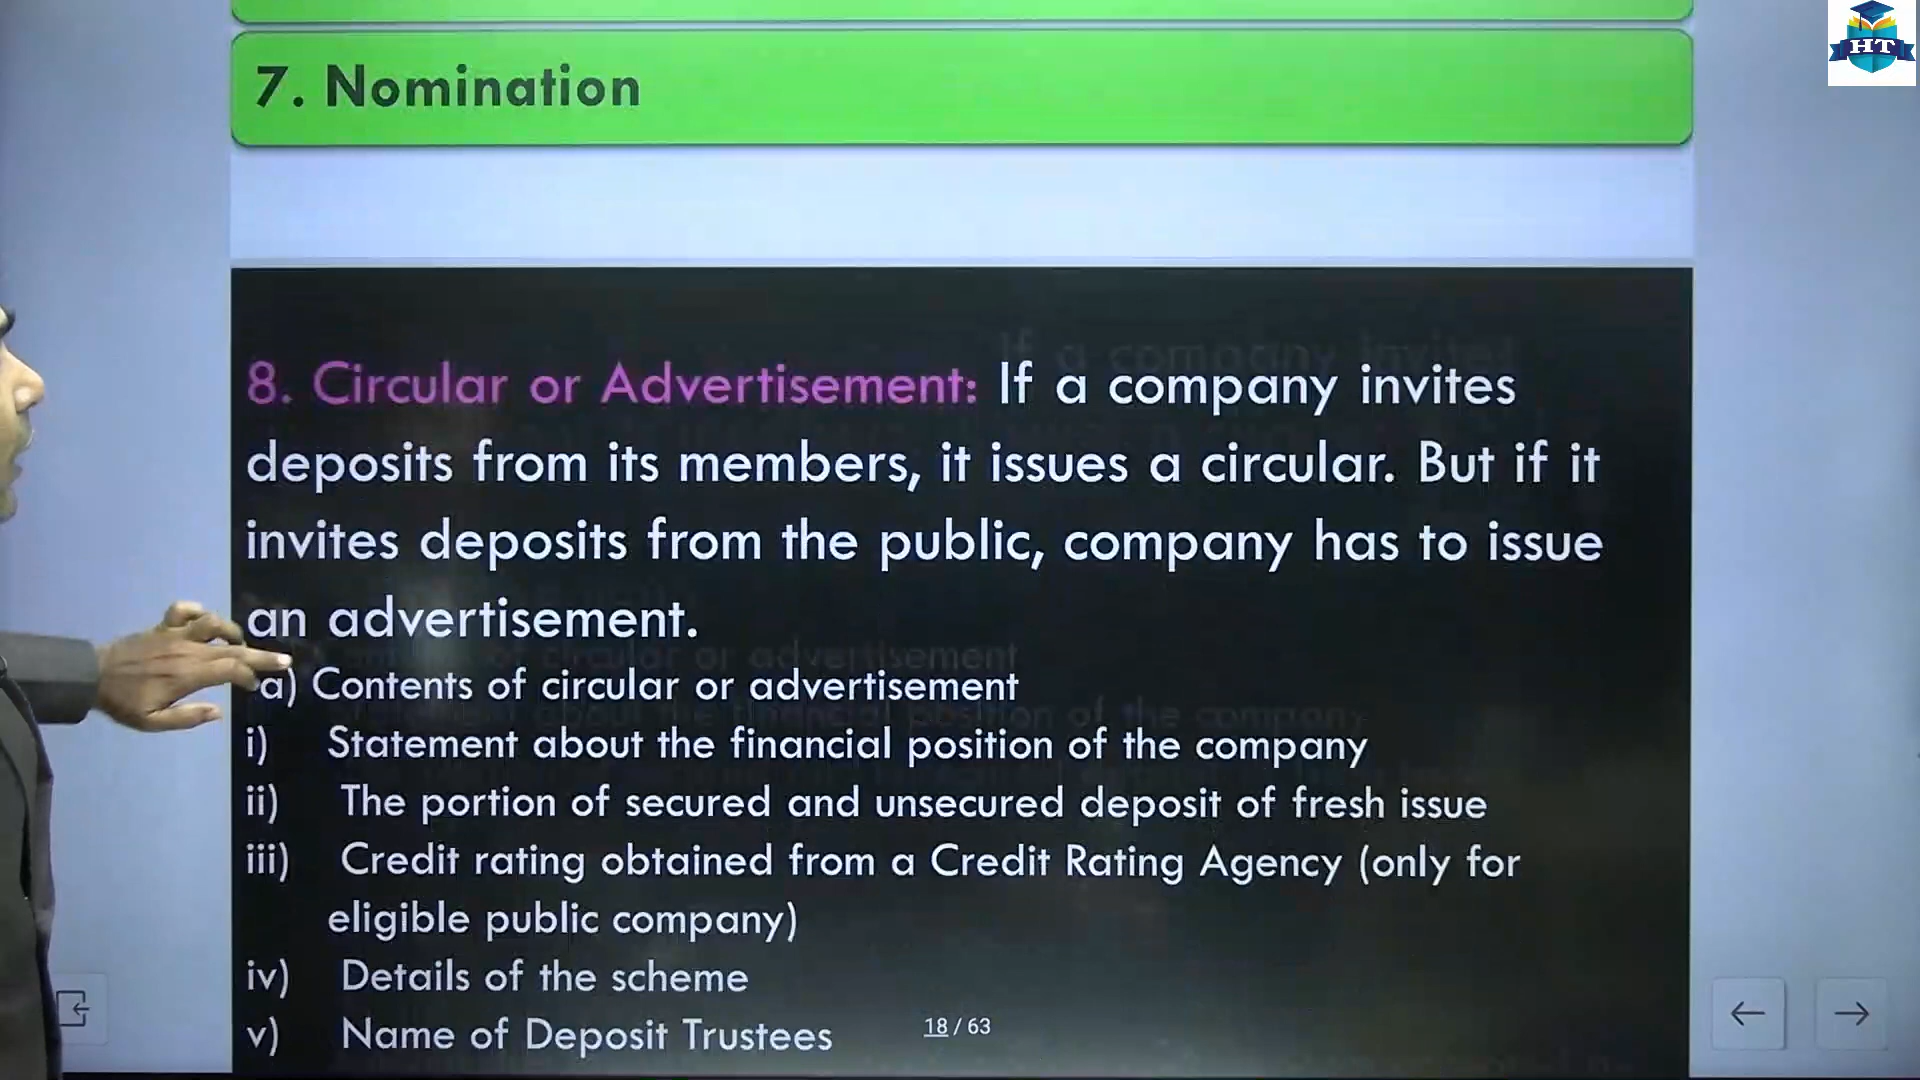 HT
7. Nomination
8. Circular or Advertisement: If a company invites
deposits from its members, it issues a circular. But if it
invites deposits from the public, company has to issue
an advertisement.
a) Contents of circular or advertisement
i) Statement about the financial position of the company
ii) The portion of secured and unsecured deposit of fresh issue
iii) Credit rating obtained from a Credit Rating Agency (only for
eligible public company)
iv) Details of the scheme
v) Name of Deposit Trustees
18 / 63